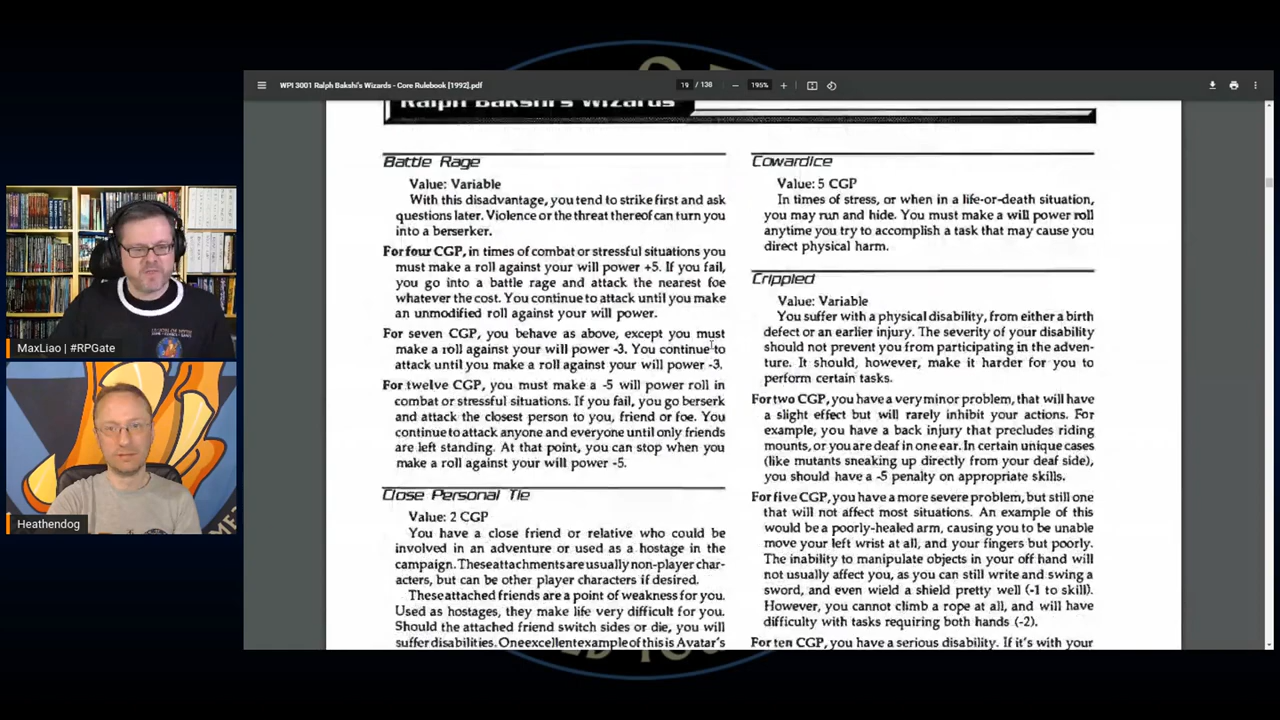 WPI 3001 Ralph Bakshi's Wizards - Core Rulebook [1992].pdf
19 / 138
195%
Ralph Bakshi's Wizards
Battle Rage
Value: Variable
With this disadvantage, you tend to strike first and ask
questions later. Violence or the threat thereof can turn you
into a berserker.
For four CGP, in times of combat or stressful situations you
must make a roll against your will power +5. If you fail,
you go into a battle rage and attack the nearest foe
whatever the cost. You continue to attack until you make
an unmodified roll against your will power.
For seven CGP, you behave as above, except you must
make a roll against your will power -3. You continue to
attack until you make a roll against your will power -3.
For twelve CGP, you must make a -5 will power roll in
combat or stressful situations. If you fail, you go berserk
and attack the closest person to you, friend or foe. You
continue to attack anyone and everyone until only friends
are left standing. At that point, you can stop when you
make a roll against your will power -5.
Close Personal Tie
Value: 2 CGP
You have a close friend or relative who could be
involved in an adventure or used as a hostage in the
campaign. These attachments are usually non-player char-
acters, but can be other player characters if desired.
These attached friends are a point of weakness for you.
Used as hostages, they make life very difficult for you.
Should the attached friend switch sides or die, you will
suffer disabilities. One excellent example of this is Avatar's
Cowardice
Value: 5 CGP
In times of stress, or when in a life-or-death situation,
you may run and hide. You must make a will power roll
anytime you try to accomplish a task that may cause you
direct physical harm.
Crippled
Value: Variable
You suffer with a physical disability, from either a birth
defect or an earlier injury. The severity of your disability
should not prevent you from participating in the adven-
ture. It should, however, make it harder for you to
perform certain tasks.
For two CGP, you have a very minor problem, that will have
a slight effect but will rarely inhibit your actions. For
example, you have a back injury that precludes riding
mounts, or you are deaf in one ear. In certain unique cases
(like mutants sneaking up directly from your deaf side),
you should have a -5 penalty on appropriate skills.
For five CGP, you have a more severe problem, but still one
that will not affect most situations. An example of this
would be a poorly-healed arm, causing you to be unable
move your left wrist at all, and your fingers but poorly.
The inability to manipulate objects in your off hand will
not usually affect you, as you can still write and swing a
sword, and even wield a shield pretty well (-1 to skill).
However, you cannot climb a rope at all, and will have
difficulty with tasks requiring both hands (-2).
For ten CGP, you have a serious disability. If it's with your
MaxLiao | #RPGate
Heathendog